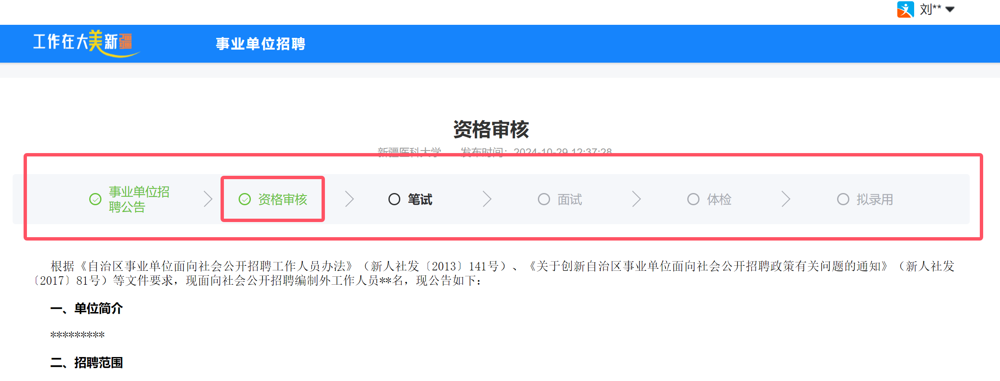 刘**
工作在大美新疆
事业单位招聘
资格审核
新疆医科大学 发布时间：2024-10-29 12:37:28
事业单位招
聘公告
资格审核
笔试
面试
体检
拟录用
根据《自治区事业单位面向社会公开招聘工作人员办法》（新人社发〔2013〕141号）、《关于创新自治区事业单位面向社会公开招聘政策有关问题的通知》（新人社发
〔2017〕81号）等文件要求，现面向社会公开招聘编制外工作人员**名，现公告如下：
一、单位简介
*********
二、招聘范围